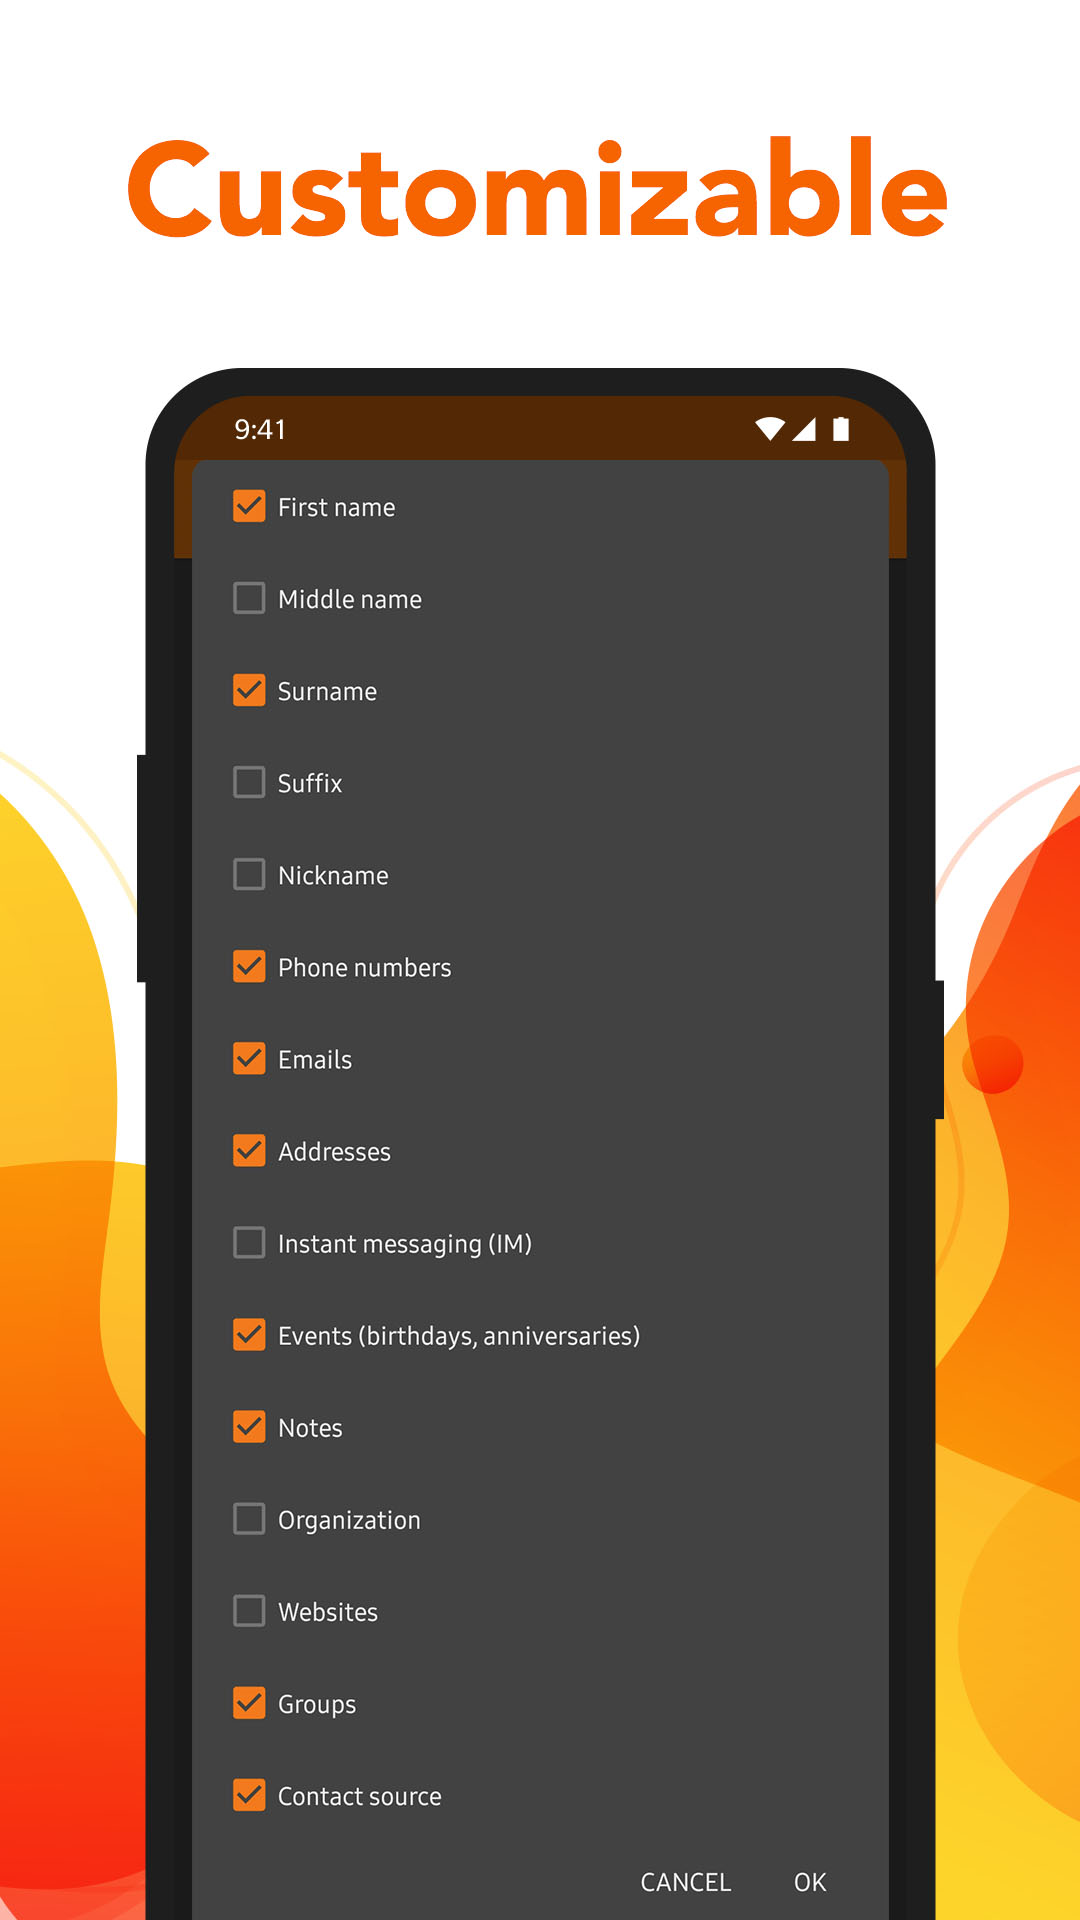 Customizable
9:41
First name
Middle name
Surname
Suffix
Nickname
Phone numbers
Emails
Addresses
Instant messaging (IM)
Events (birthdays, anniversaries)
Notes
Organization
Websites
Groups
Contact source
CANCEL OK